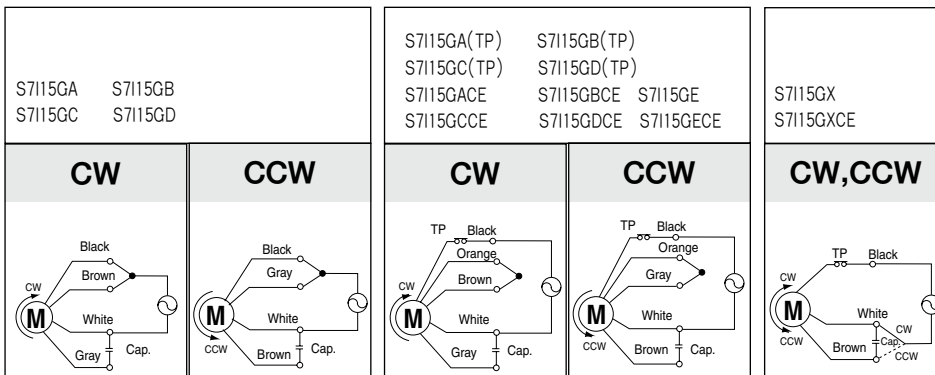 S7I15GA S7I15GB
S7I15GC S7I15GD
CW CCW
Black
Brown
CW
M
White
Gray Cap.
Black
Gray
M
White
CCW
Brown Cap.
S7I15GA(TP) S7I15GB(TP)
S7I15GC(TP) S7I15GD(TP)
S7I15GACE S7I15GBCE S7I15GE
S7I15GCCE S7I15GDCE S7I15GECE
CW CCW
TP Black
Orange
Brown
CW
M
White
Gray Cap.
TP Black
Orange
Gray
M
White
CCW
Brown Cap.
S7I15GX
S7I15GXCE
CW,CCW
TP Black
CW
M
White
CW
CCW
Brown Cap.
CCW